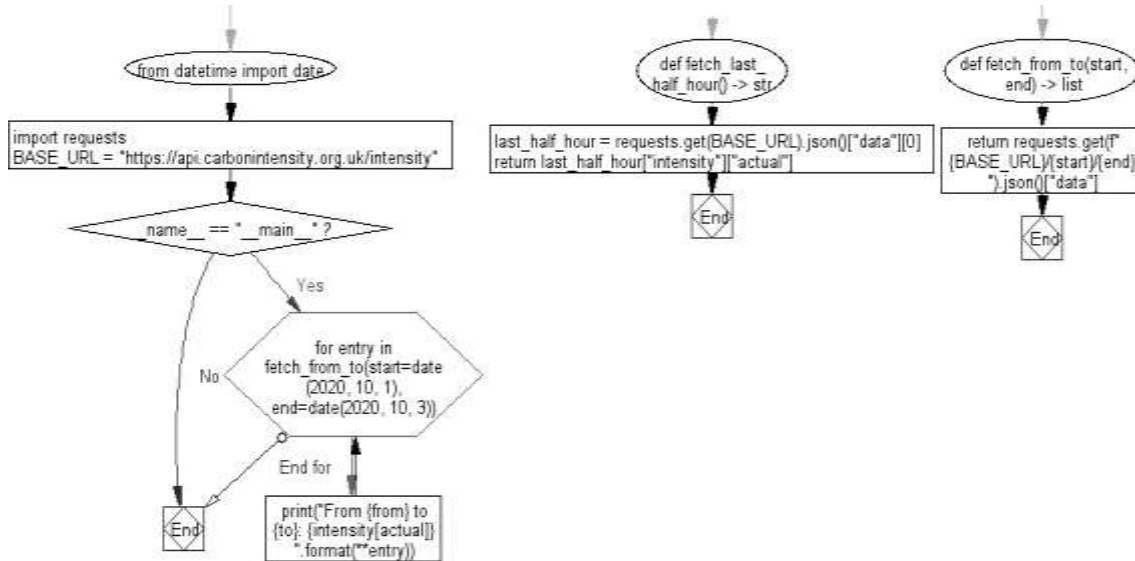 from datetime import date
import requests
BASE_URL = "https://api.carbonintensity.org.uk/intensity"
__name__ == "__main__" ?
Yes
No
for entry in
fetch_from_to(start=date
(2020, 10, 1),
end=date(2020, 10, 3))
End for
End
print("From {from} to
{to}: {intensity[actual]}
".format(**entry))
def fetch_last_
half_hour() -> str
last_half_hour = requests.get(BASE_URL).json()["data"][0]
return last_half_hour["intensity"]["actual"]
End
def fetch_from_to(start,
end) -> list
return requests.get(f"
{BASE_URL}/{start}/{end}
").json()["data"]
End